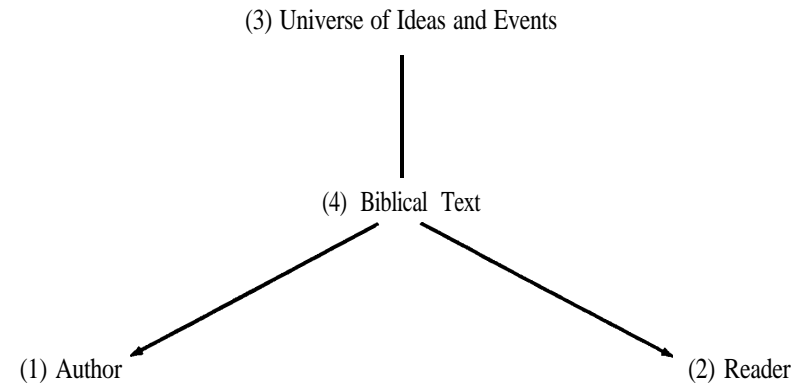 (3) Universe of Ideas and Events
(4) Biblical Text
(1) Author
(2) Reader